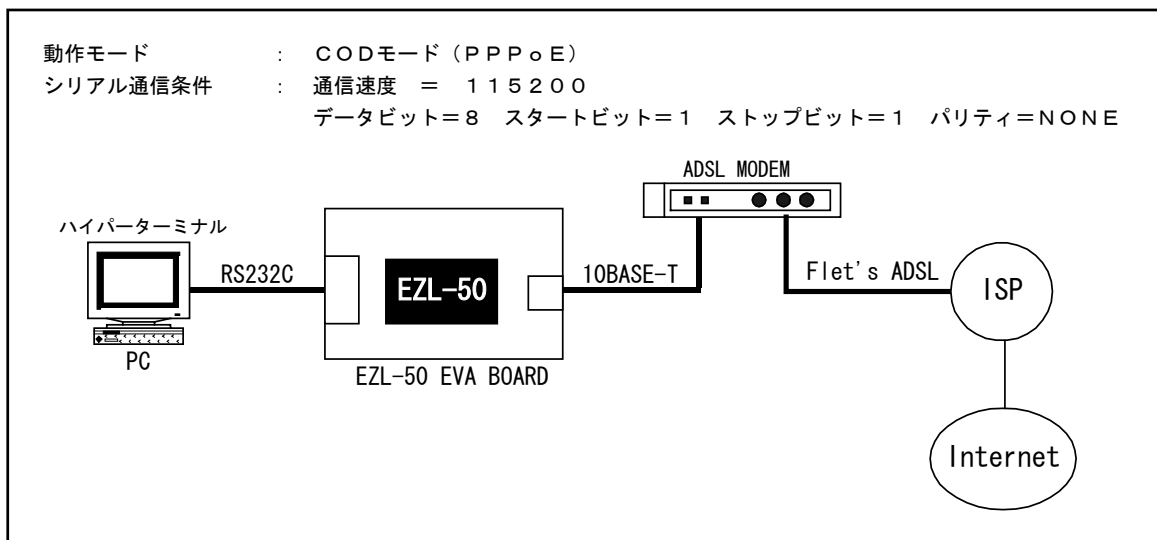 動作モード　：　ＣＯＤモード（ＰＰＰｏＥ）
シリアル通信条件　：　通信速度　＝　１１５２００
データビット＝８　スタートビット＝１　ストップビット＝１　パリティ＝ＮＯＮＥ
ADSL MODEM
ハイパーターミナル
RS232C
EZL-50
10BASE-T
Flet's ADSL
ISP
PC
EZL-50 EVA BOARD
Internet